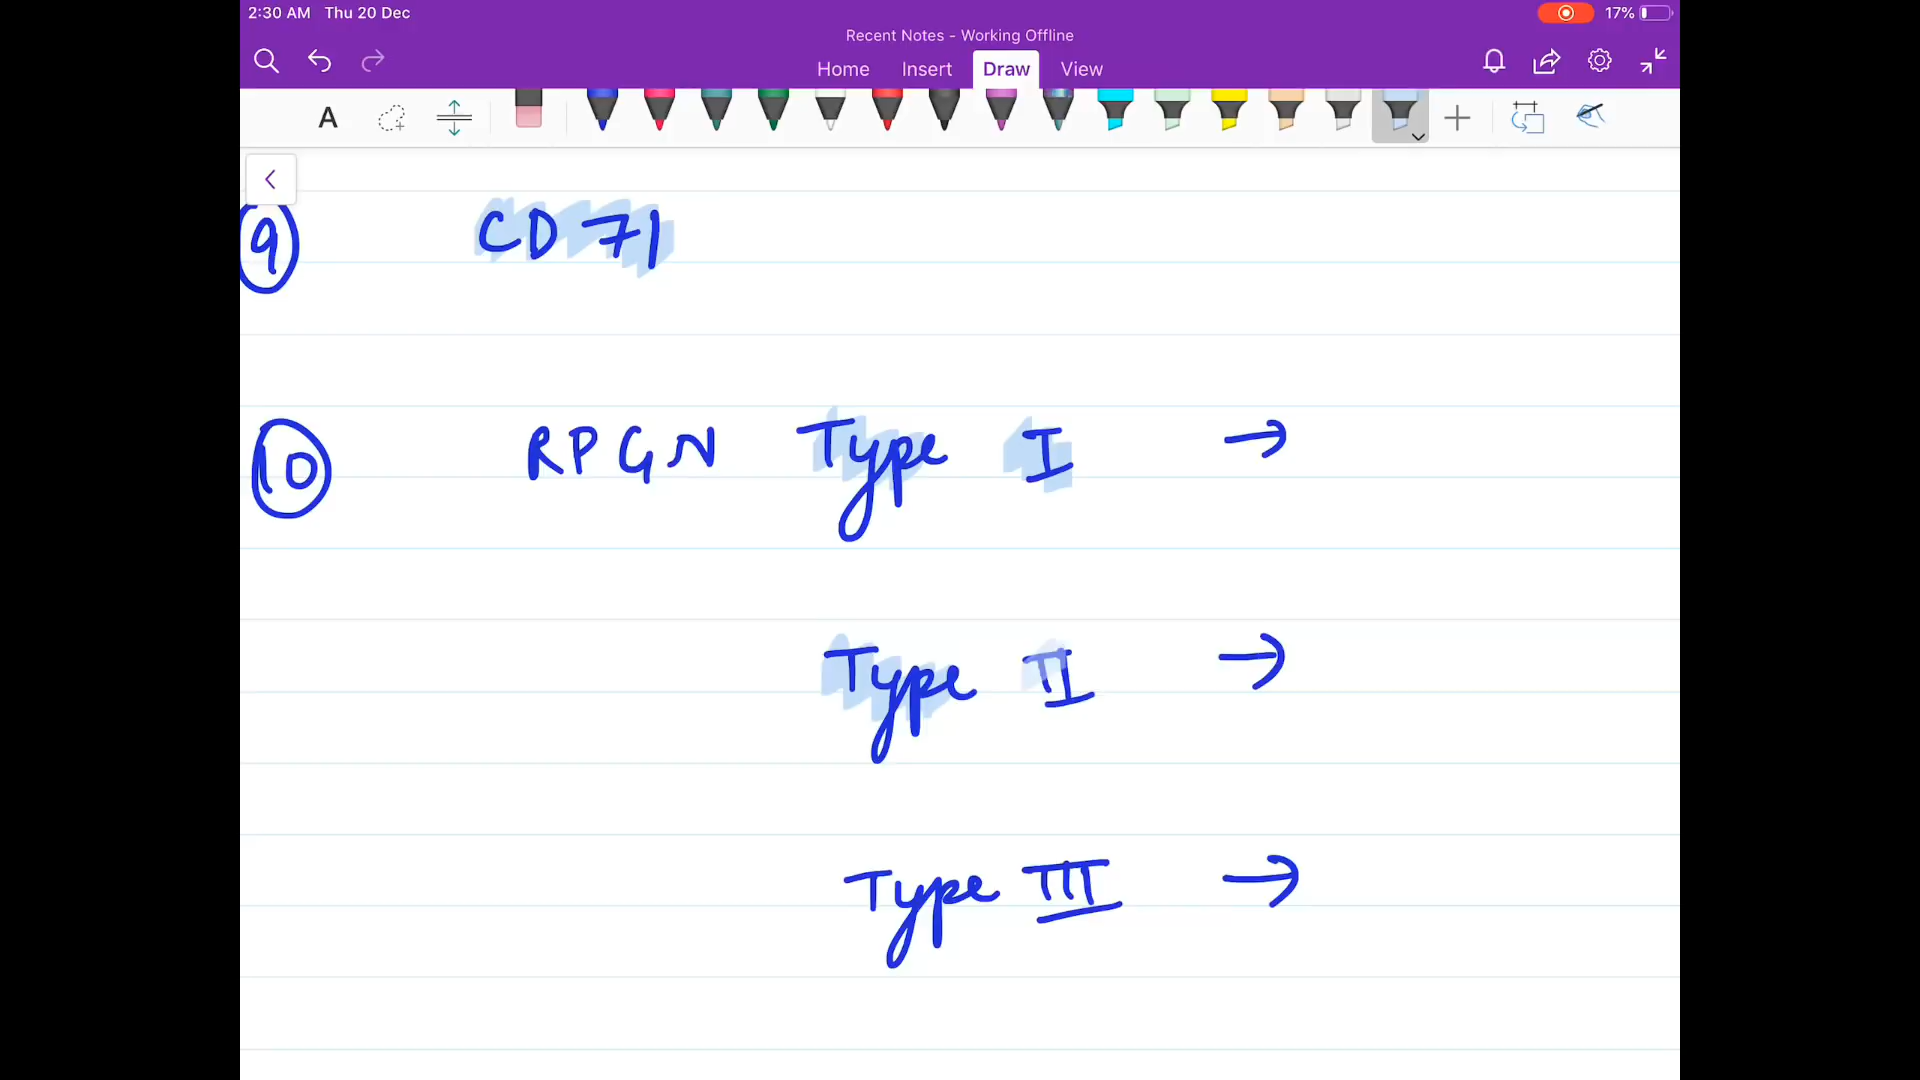 2:30 AM Thu 20 Dec 17%
Recent Notes - Working Offline
Home Insert Draw View
A
9 CD 71
10 RPGN Type I →
Type II →
Type III →